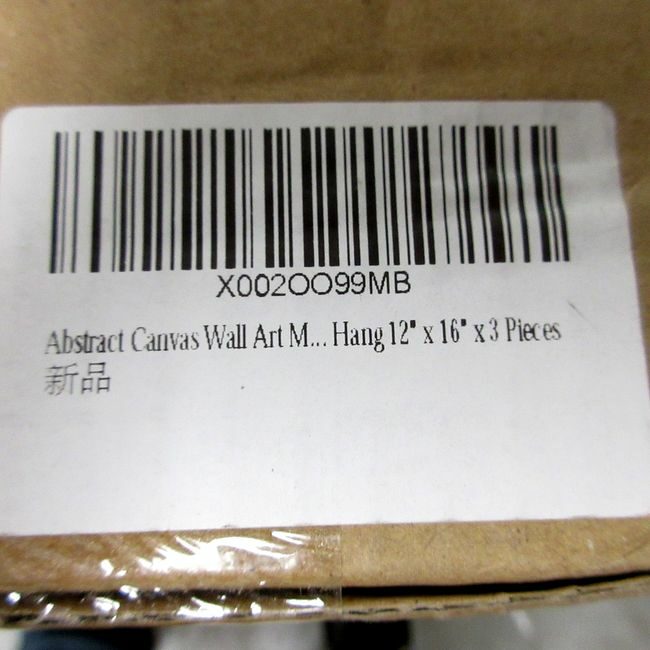 X002OO99MB
Abstract Canvas Wall Art M... Hang 12" x 16" x 3 Pieces
新品